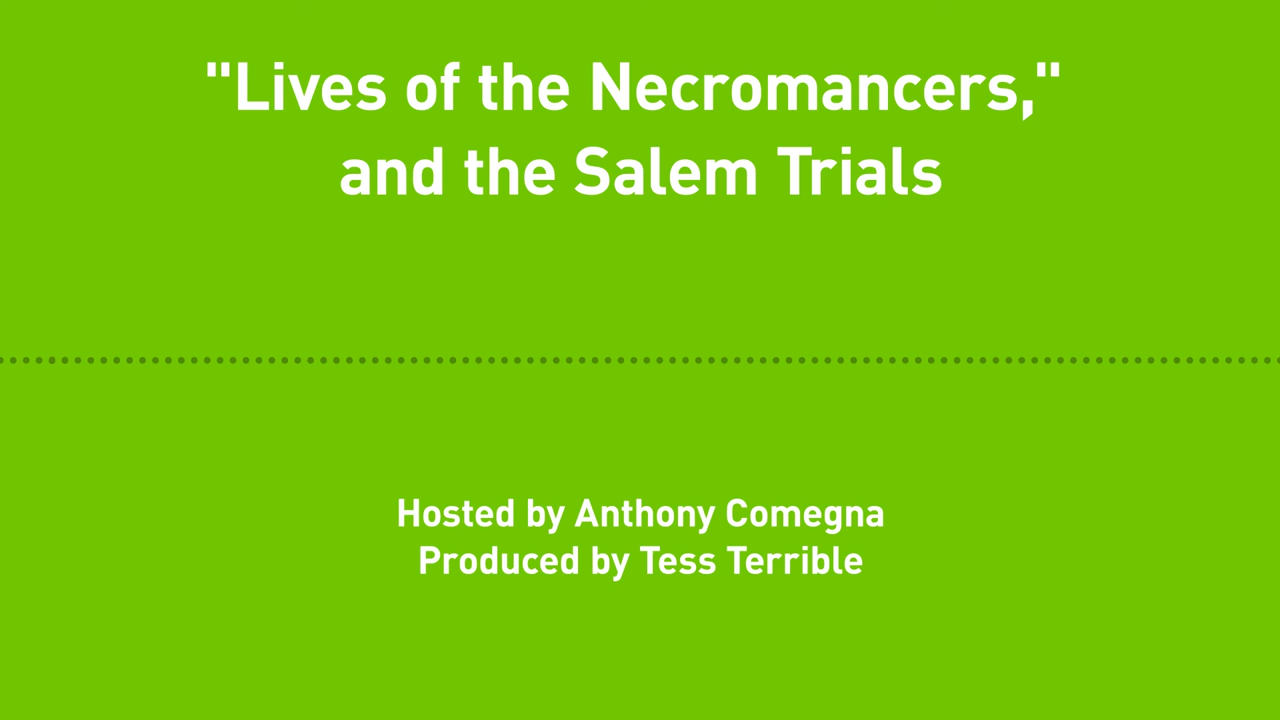 "Lives of the Necromancers,"
and the Salem Trials
Hosted by Anthony Comegna
Produced by Tess Terrible